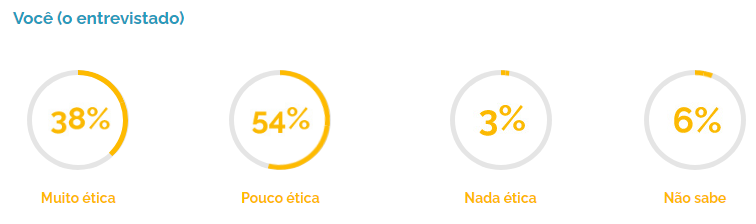 Você (o entrevistado)
38% 54% 3% 6%
Muito ética Pouco ética Nada ética Não sabe